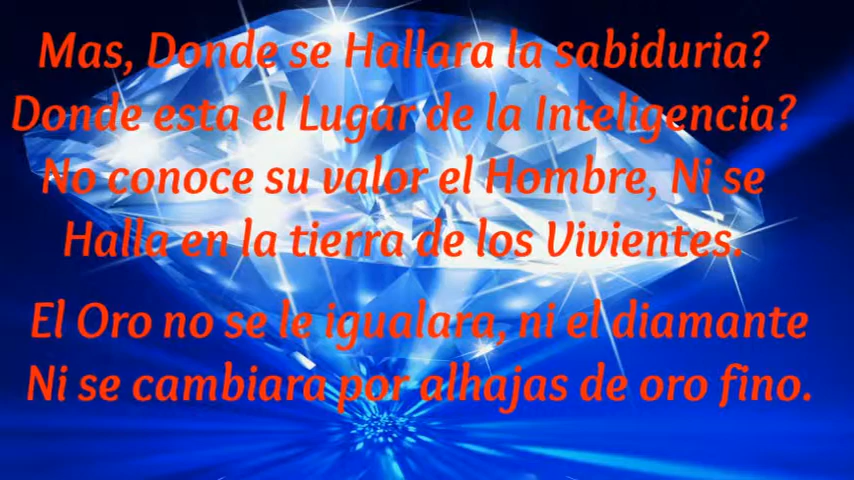 Mas, Donde se Hallara la sabiduria?
Donde esta el Lugar de la Inteligencia?
No conoce su valor el Hombre, Ni se
Halla en la tierra de los Vivientes.
El Oro no se le igualara, ni el diamante
Ni se cambiara por alhajas de oro fino.